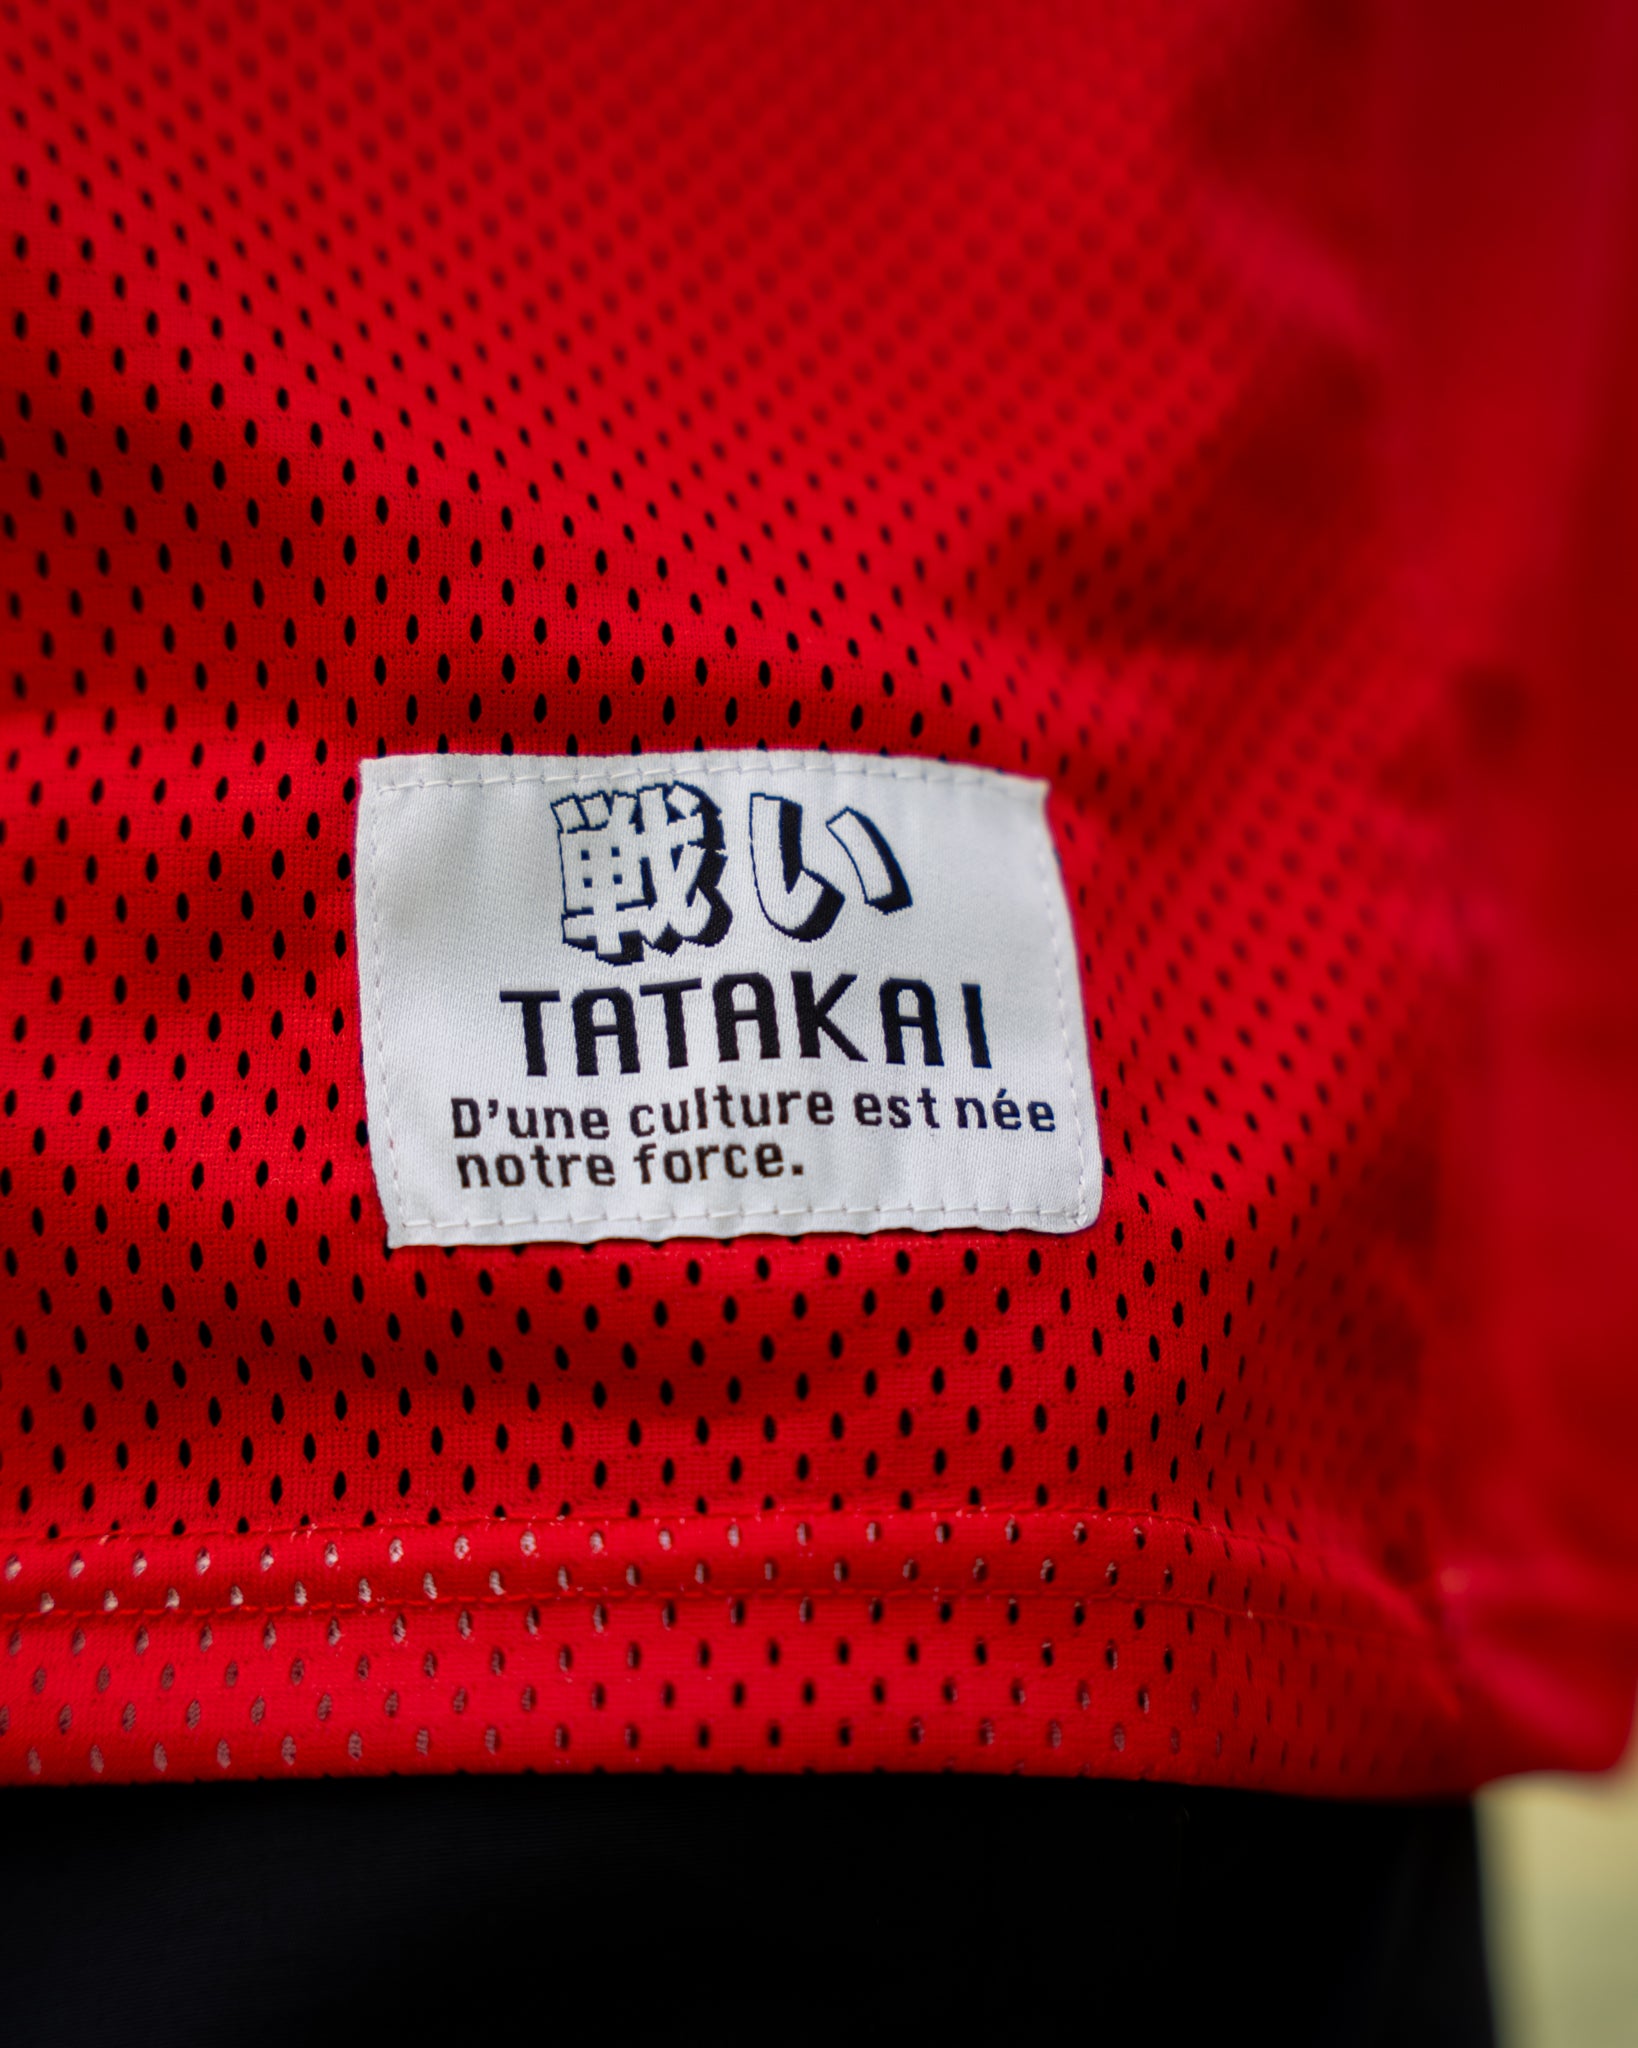 戦い
TATAKAI
D'une culture est née
notre force.